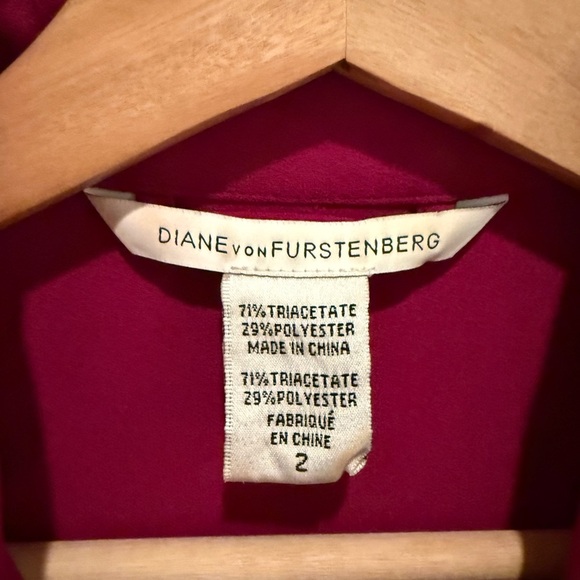 DIANE VON FURSTENBERG
71% TRIACETATE
29% POLYESTER
MADE IN CHINA
71% TRIACETATE
29% POLYESTER
FABRIQUÉ
EN CHINE
2